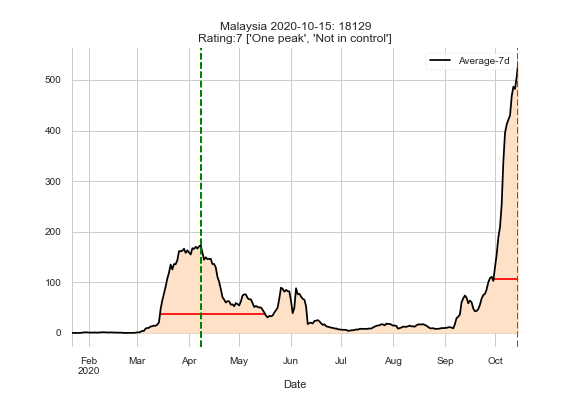 Malaysia 2020-10-15: 18129
Rating:7 ['One peak', 'Not in control']
Average-7d
500
400
300
200
100
0
Feb Mar Apr May Jun Jul Aug Sep Oct
2020
Date